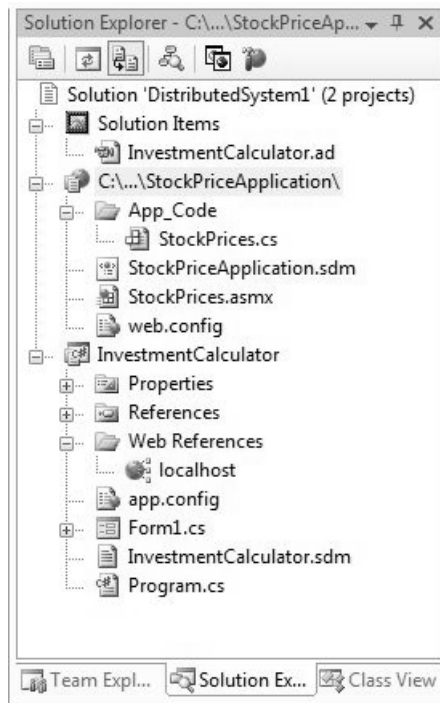 Solution Explorer - C:\...\StockPriceAp...
Solution 'DistributedSystem1' (2 projects)
Solution Items
InvestmentCalculator.ad
C:\...\StockPriceApplication\
App_Code
StockPrices.cs
StockPriceApplication.sdm
StockPrices.asmx
web.config
InvestmentCalculator
Properties
References
Web References
localhost
app.config
Form1.cs
InvestmentCalculator.sdm
Program.cs
Team Expl... Solution Ex... Class View